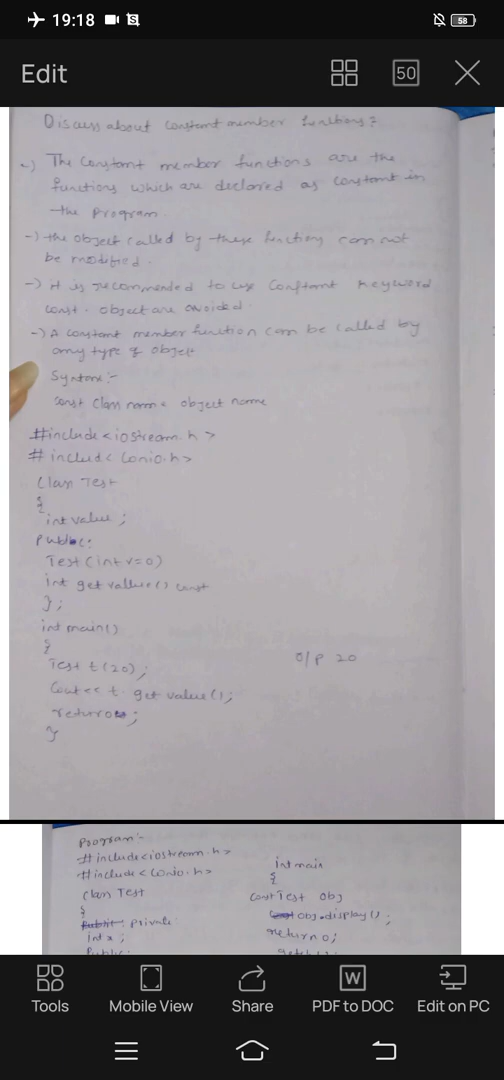 19:18
58
Edit
50
Discuss about constant member functions?
-) The Constant member functions are the
functions which are declared as constant in
the program.
-) the object called by these functions can not
be modified.
-) It is recommended to use Constant keyword
const. object are avoided.
-) A constant member function can be called by
any type of object
Syntax:-
const Class name object name
#include<iostream.h>
# include<conio.h>
Class Test
{
int value;
Public:
Test(int v=0)
int get value() const
};
int main()
{
Test t(20);
Cout<< t. get value();
return 0;
}
O/P 20
Program:-
#include<iostream.h>
#include<conio.h>
Class Test
{
private
int x;
Public:
int main
{
Const Test Obj
obj.display();
return 0;
getch();
Tools
Mobile View
Share
PDF to DOC
Edit on PC